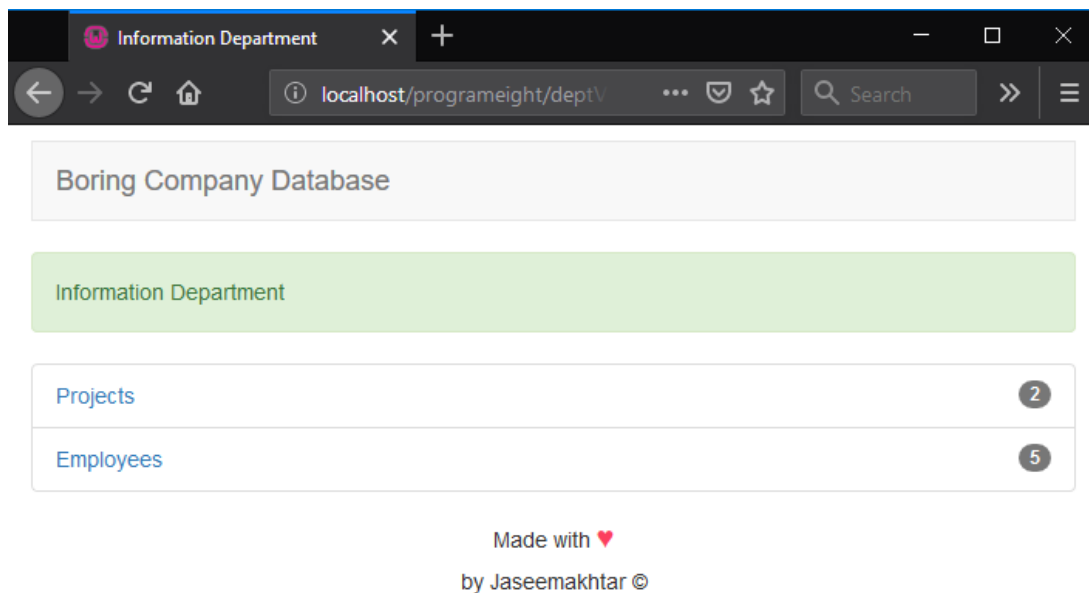 Information Department
localhost/programeight/deptV
Search
Boring Company Database
Information Department
Projects 2
Employees 5
Made with ♥
by Jaseemakhtar ©